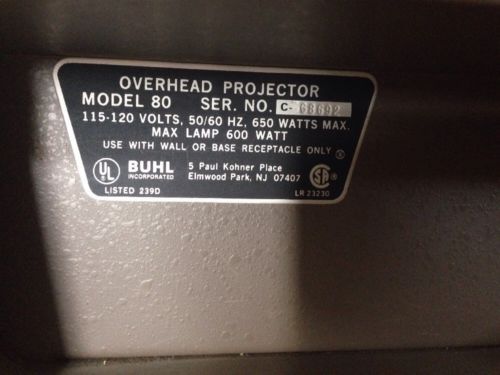 OVERHEAD PROJECTOR
MODEL 80 SER. NO. C-68692
115-120 VOLTS, 50/60 HZ, 650 WATTS MAX.
MAX LAMP 600 WATT
USE WITH WALL OR BASE RECEPTACLE ONLY
UL BUHL 5 Paul Kohner Place SA
INCORPORATED Elmwood Park, NJ 07407
LISTED 239D LR 23230